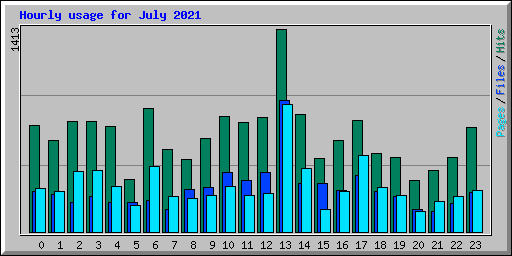 Hourly usage for July 2021
1413
Pages/Files/Hits
0 1 2 3 4 5 6 7 8 9 10 11 12 13 14 15 16 17 18 19 20 21 22 23